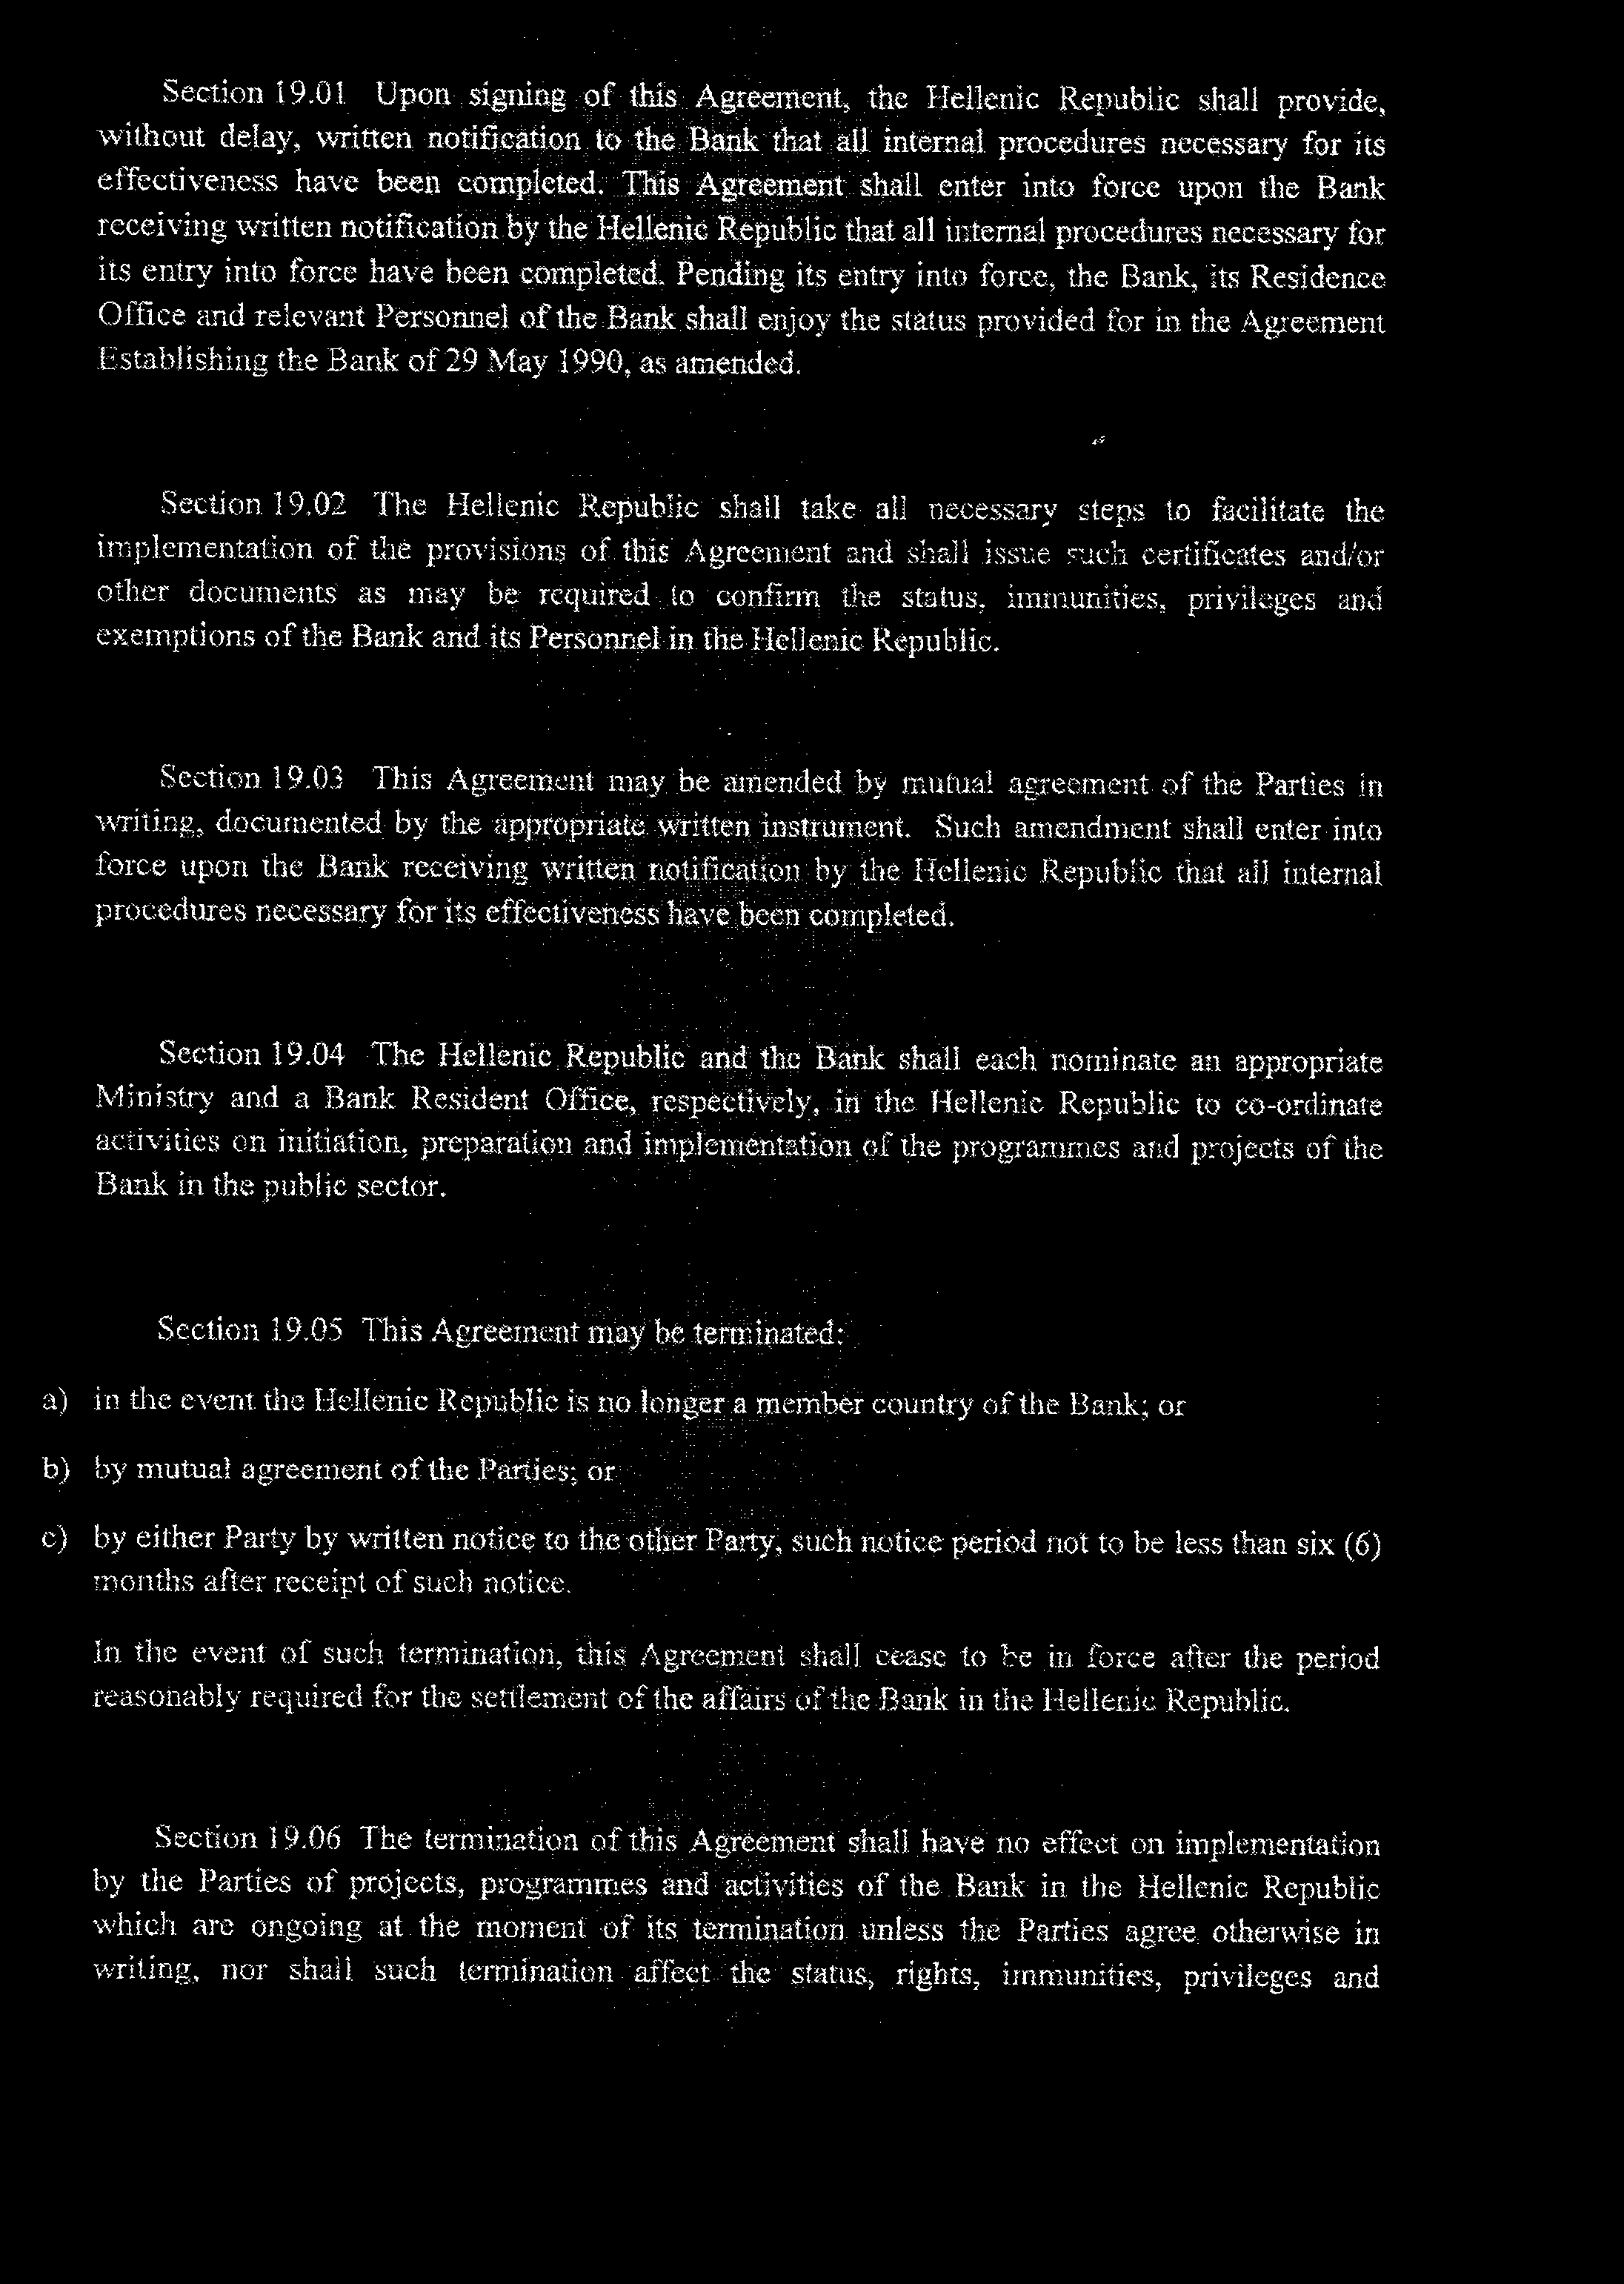 Section 19.01 Upon signing of this Agreement, the Hellenic Republic shall provide,
without delay, written notification to the Bank that all internal procedures necessary for its
effectiveness have been completed. This Agreement shall enter into force upon the Bank
receiving written notification by the Hellenic Republic that all internal procedures necessary for
its entry into force have been completed. Pending its entry into force, the Bank, its Residence
Office and relevant Personnel of the Bank shall enjoy the status provided for in the Agreement
Establishing the Bank of 29 May 1990, as amended.
Section 19.02 The Hellenic Republic shall take all necessary steps to facilitate the
implementation of the provisions of this Agreement and shall issue such certificates and/or
other documents as may be required to confirm the status, immunities, privileges and
exemptions of the Bank and its Personnel in the Hellenic Republic.
Section 19.03 This Agreement may be amended by mutual agreement of the Parties in
writing, documented by the appropriate written instrument. Such amendment shall enter into
force upon the Bank receiving written notification by the Hellenic Republic that all internal
procedures necessary for its effectiveness have been completed.
Section 19.04 The Hellenic Republic and the Bank shall each nominate an appropriate
Ministry and a Bank Resident Office, respectively, in the Hellenic Republic to co-ordinate
activities on initiation, preparation and implementation of the programmes and projects of the
Bank in the public sector.
Section 19.05 This Agreement may be terminated:
a) in the event the Hellenic Republic is no longer a member country of the Bank; or
b) by mutual agreement of the Parties; or
c) by either Party by written notice to the other Party, such notice period not to be less than six (6)
months after receipt of such notice.
In the event of such termination, this Agreement shall cease to be in force after the period
reasonably required for the settlement of the affairs of the Bank in the Hellenic Republic.
Section 19.06 The termination of this Agreement shall have no effect on implementation
by the Parties of projects, programmes and activities of the Bank in the Hellenic Republic
which are ongoing at the moment of its termination unless the Parties agree otherwise in
writing, nor shall such termination affect the status, rights, immunities, privileges and